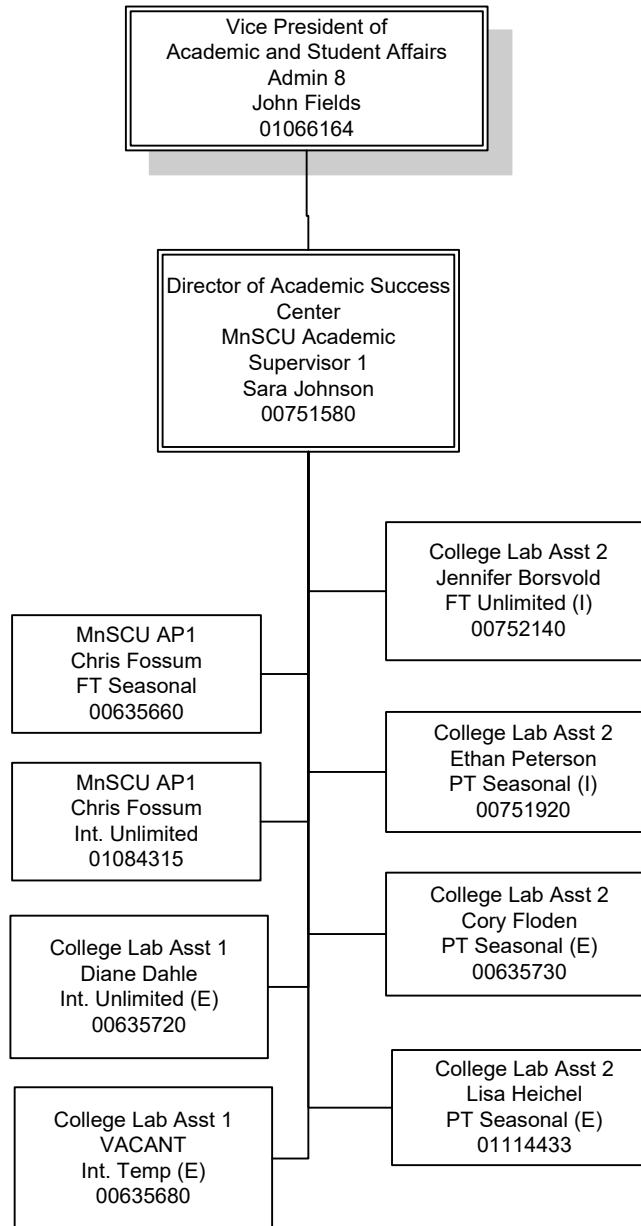 Vice President of
Academic and Student Affairs
Admin 8
John Fields
01066164
Director of Academic Success
Center
MnSCU Academic
Supervisor 1
Sara Johnson
00751580
College Lab Asst 2
Jennifer Borsvold
FT Unlimited (I)
00752140
MnSCU AP1
Chris Fossum
FT Seasonal
00635660
College Lab Asst 2
Ethan Peterson
PT Seasonal (I)
00751920
MnSCU AP1
Chris Fossum
Int. Unlimited
01084315
College Lab Asst 2
Cory Floden
PT Seasonal (E)
00635730
College Lab Asst 1
Diane Dahle
Int. Unlimited (E)
00635720
College Lab Asst 2
Lisa Heichel
PT Seasonal (E)
01114433
College Lab Asst 1
VACANT
Int. Temp (E)
00635680